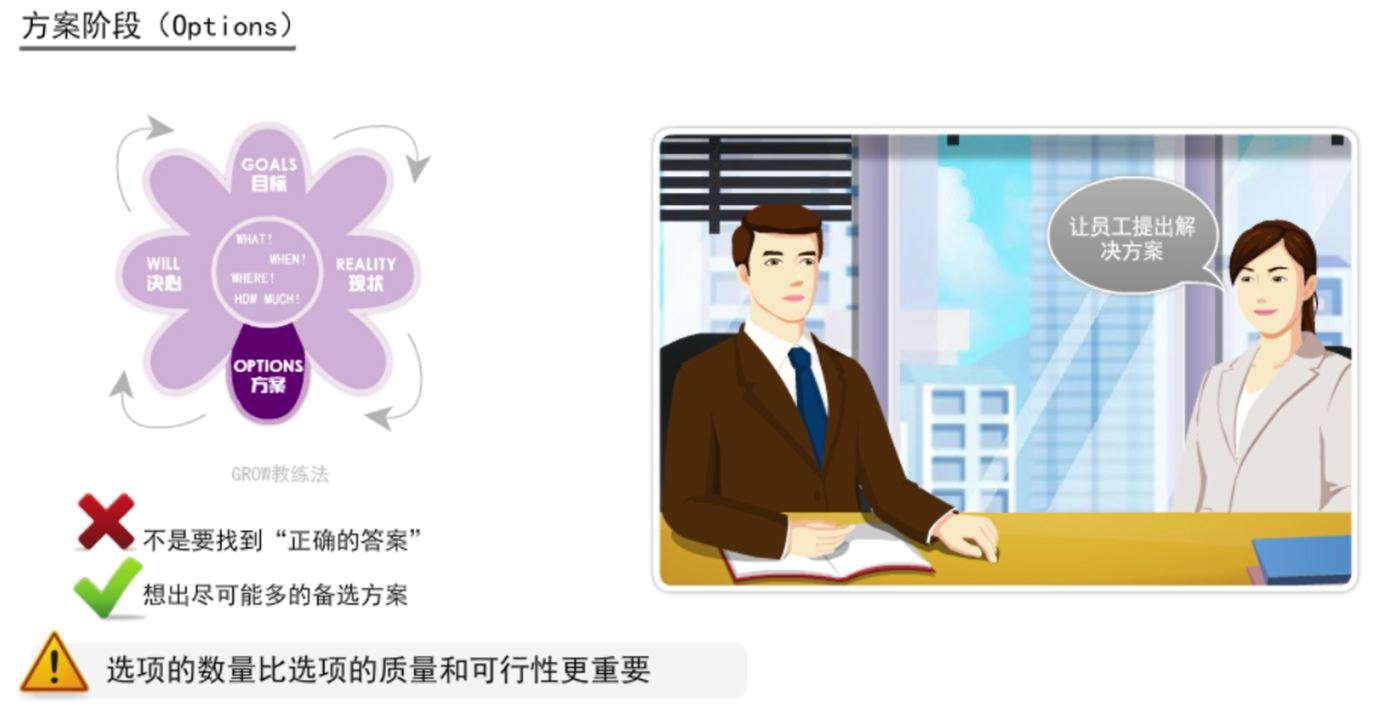 方案阶段（Options）
GOALS
目标
WHAT!
WHEN!
WHERE!
HOW MUCH!
WILL
决心
REALITY
现状
OPTIONS
方案
GROW教练法
不是要找到“正确的答案”
想出尽可能多的备选方案
选项的数量比选项的质量和可行性更重要
让员工提出解
决方案